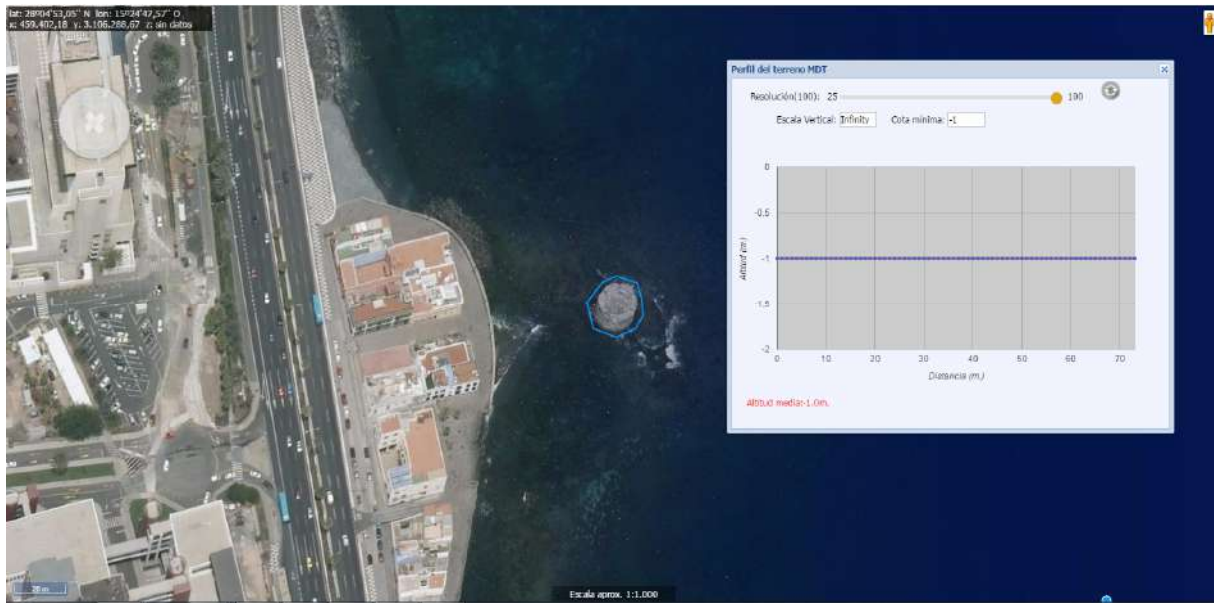 lat: 28º04'53,05'' N lon: 15º24'47,57'' O
x: 459.402,18 y: 3.106.288,67 z: sin datos
Perfil del terreno MDT
Resolución(100): 25 100
Escala Vertical: Infinity Cota mínima: -1
0
-0.5
-1
-1.5
-2
Altitud (m.)
0 10 20 30 40 50 60 70
Distancia (m.)
Altitud media:-1.0m.
20 m
Escala aprox. 1:1.000